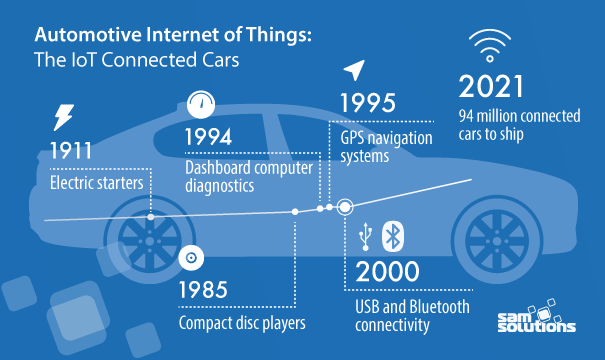 Automotive Internet of Things:
The IoT Connected Cars
1911
Electric starters
1985
Compact disc players
1994
Dashboard computer
diagnostics
1995
GPS navigation
systems
2000
USB and Bluetooth
connectivity
2021
94 million connected
cars to ship
sam
solutions